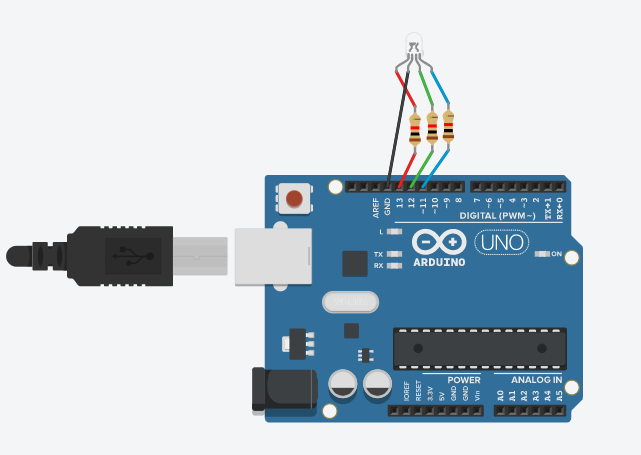 AREF
GND
13
12
~11
~10
~9
8
7
~6
~5
4
~3
2
TX→1
RX←0
DIGITAL (PWM~)
L
TX
RX
UNO
ARDUINO
ON
POWER
ANALOG IN
IOREF
RESET
3.3V
5V
GND
GND
Vin
A0
A1
A2
A3
A4
A5